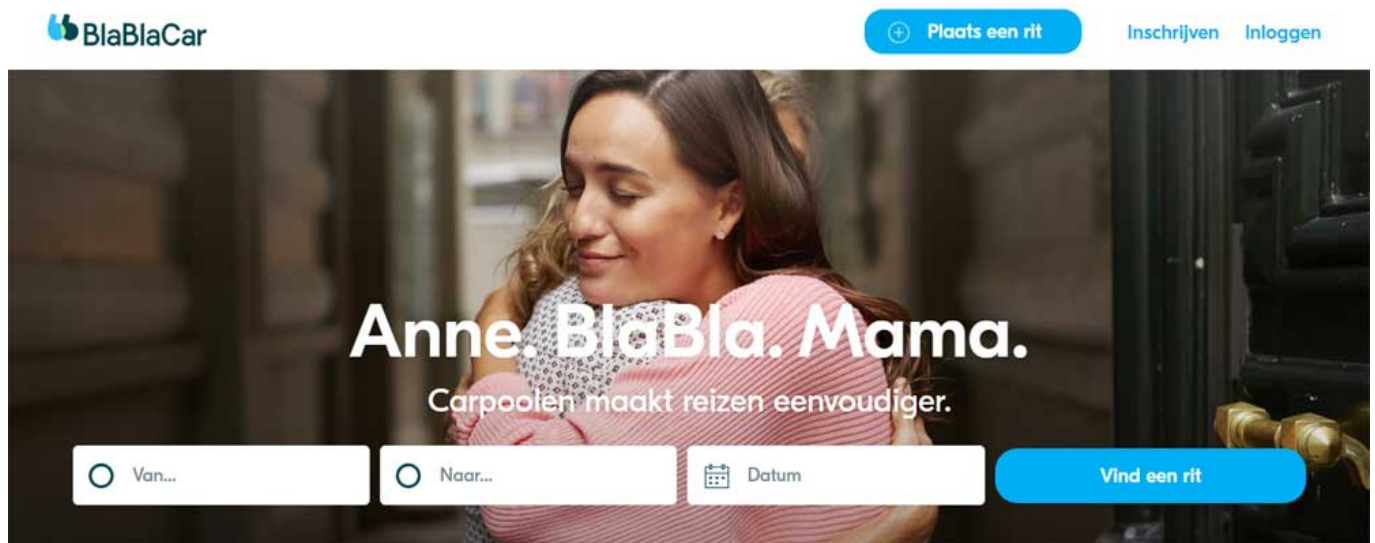 BlaBlaCar
Plaats een rit
Inschrijven
Inloggen
Anne. BlaBla. Mama.
Carpoolen maakt reizen eenvoudiger.
Van...
Naar...
Datum
Vind een rit